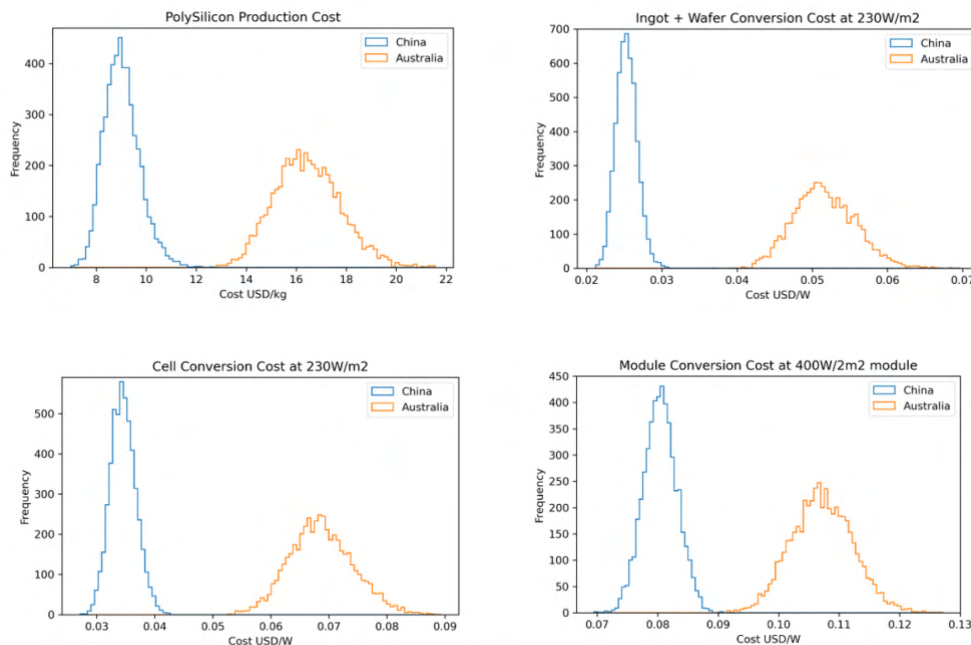 PolySilicon Production Cost
China
Australia
Frequency
400
300
200
100
0
8 10 12 14 16 18 20 22
Cost USD/kg
Ingot + Wafer Conversion Cost at 230W/m2
China
Australia
Frequency
700
600
500
400
300
200
100
0
0.02 0.03 0.04 0.05 0.06 0.07
Cost USD/W
Cell Conversion Cost at 230W/m2
China
Australia
Frequency
500
400
300
200
100
0
0.03 0.04 0.05 0.06 0.07 0.08 0.09
Cost USD/W
Module Conversion Cost at 400W/2m2 module
China
Australia
Frequency
450
400
350
300
250
200
150
100
50
0
0.07 0.08 0.09 0.10 0.11 0.12 0.13
Cost USD/W